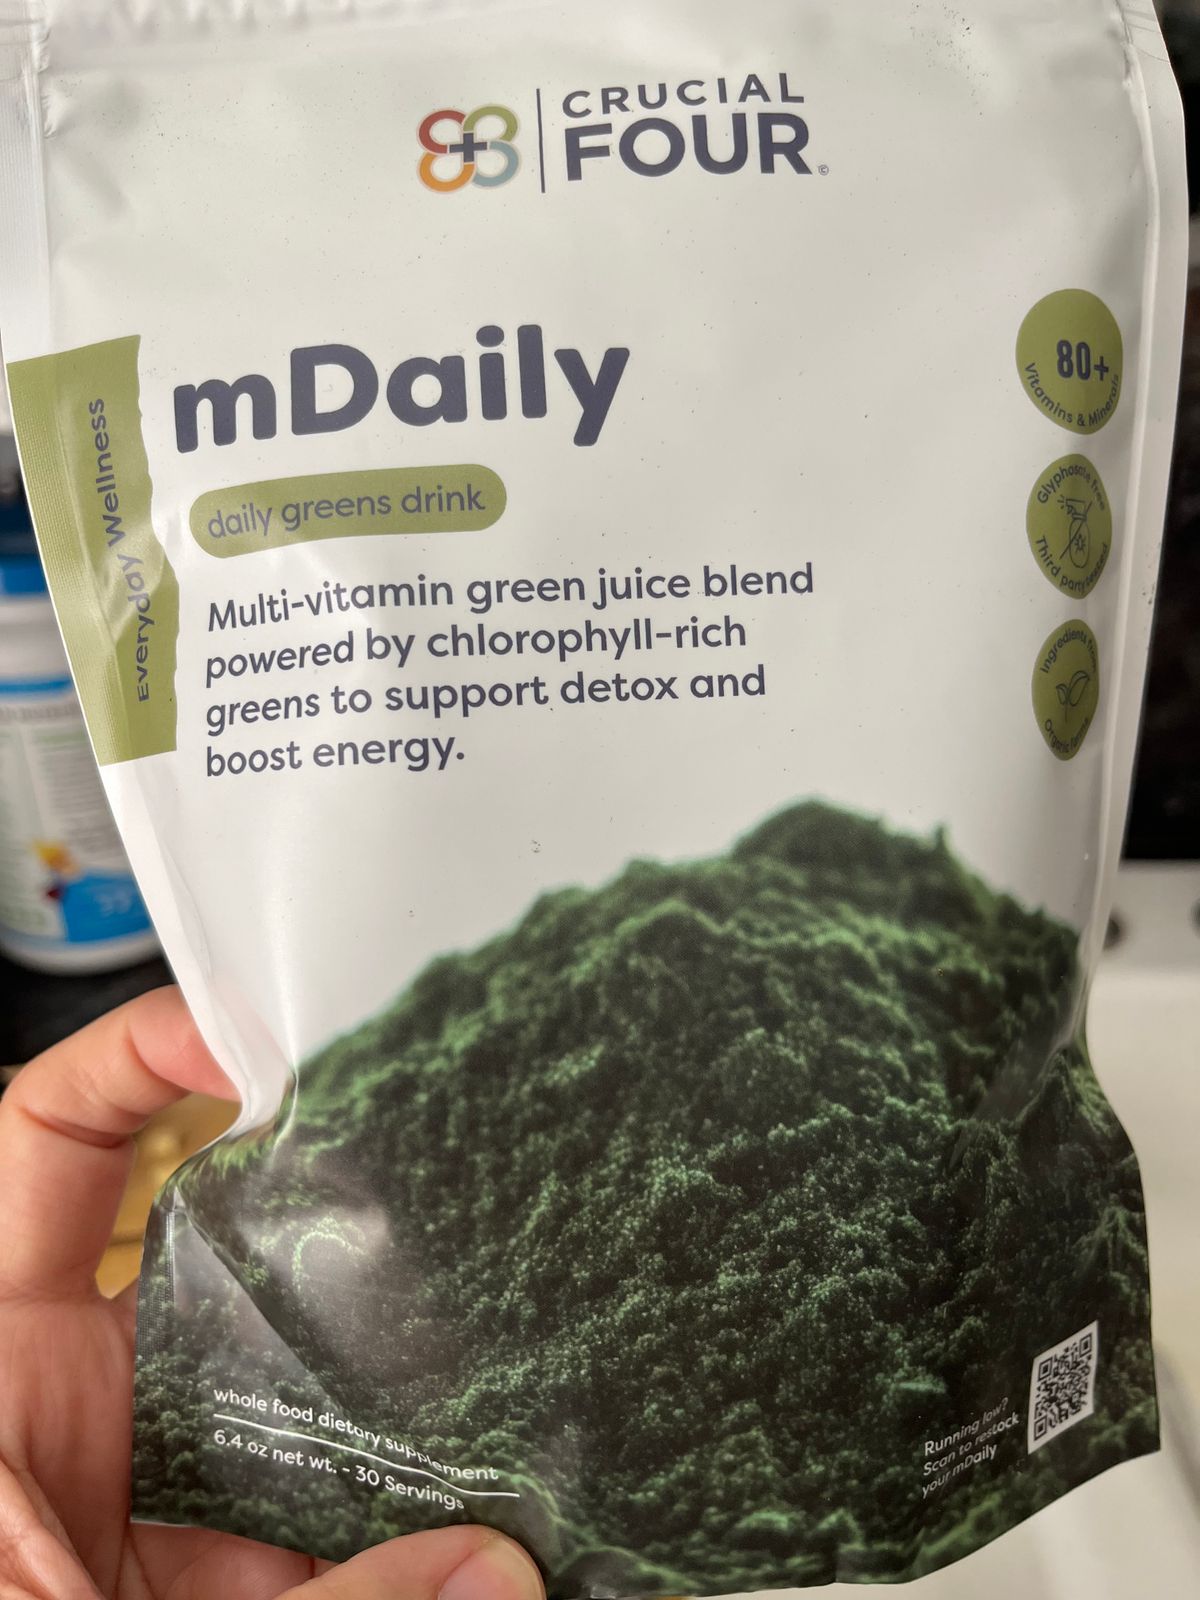 CRUCIAL
FOUR
©
mDaily
daily greens drink
Everyday Wellness
Multi-vitamin green juice blend
powered by chlorophyll-rich
greens to support detox and
boost energy.
80+
Vitamins & Minerals
Glyphosate free
Third party tested
Ingredients from
Organic Farms
whole food dietary supplement
6.4 oz net wt. - 30 Servings
Running low?
Scan to restock
your mDaily